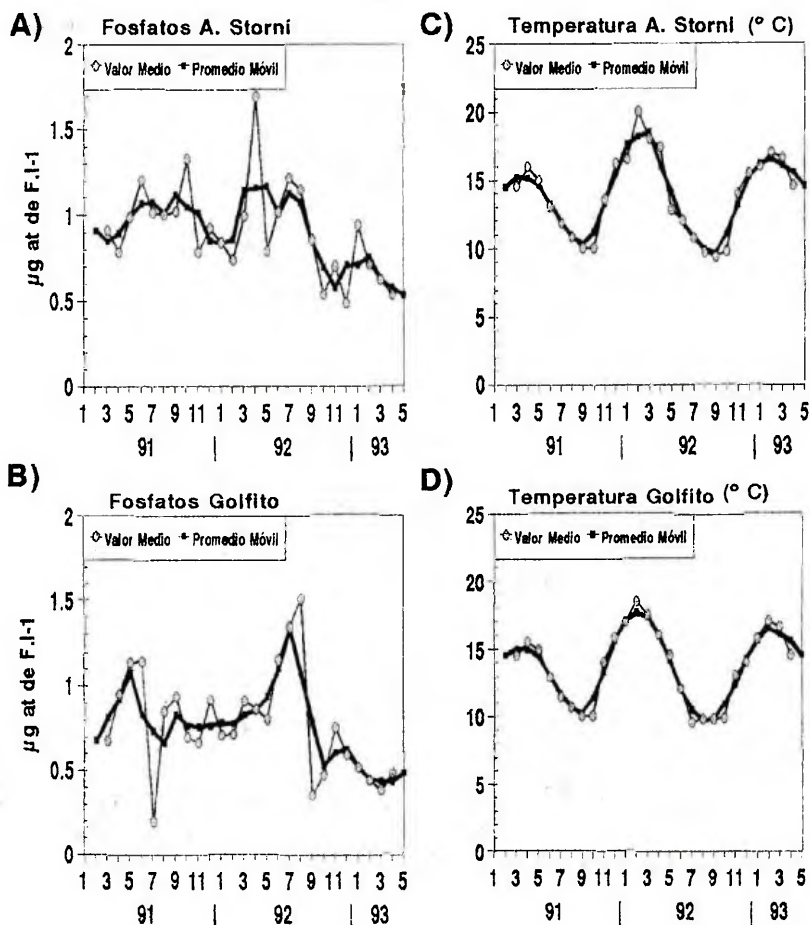 A) Fosfatos A. Storni
2
◇ Valor Medio ■ Promedio Móvil
1.5
1
0.5
0
µg at de F.l-1
1 3 5 7 9 11 1 3 5 7 9 11 1 3 5
91 | 92 | 93
C) Temperatura A. Storni (° C)
25
◇ Valor Medio ■ Promedio Móvil
20
15
10
5
0
1 3 5 7 9 11 1 3 5 7 9 11 1 3 5
91 | 92 | 93
B) Fosfatos Golfito
2
◇ Valor Medio ■ Promedio Móvil
1.5
1
0.5
0
µg at de F.l-1
1 3 5 7 9 11 1 3 5 7 9 11 1 3 5
91 | 92 | 93
D) Temperatura Golfito (° C)
25
◇ Valor Medio ■ Promedio Móvil
20
15
10
5
0
1 3 5 7 9 11 1 3 5 7 9 11 1 3 5
91 | 92 | 93